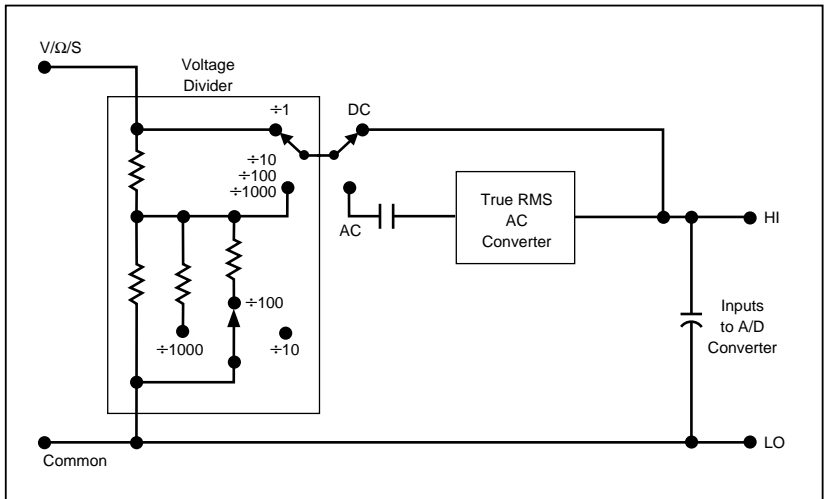 V/Ω/S
Voltage
Divider
÷1
DC
÷10
÷100
÷1000
AC
True RMS
AC
Converter
HI
÷100
÷1000
÷10
Inputs
to A/D
Converter
Common
LO